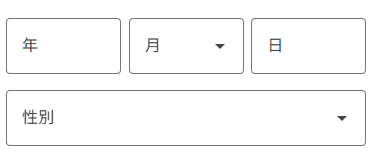 年 月 日
性別